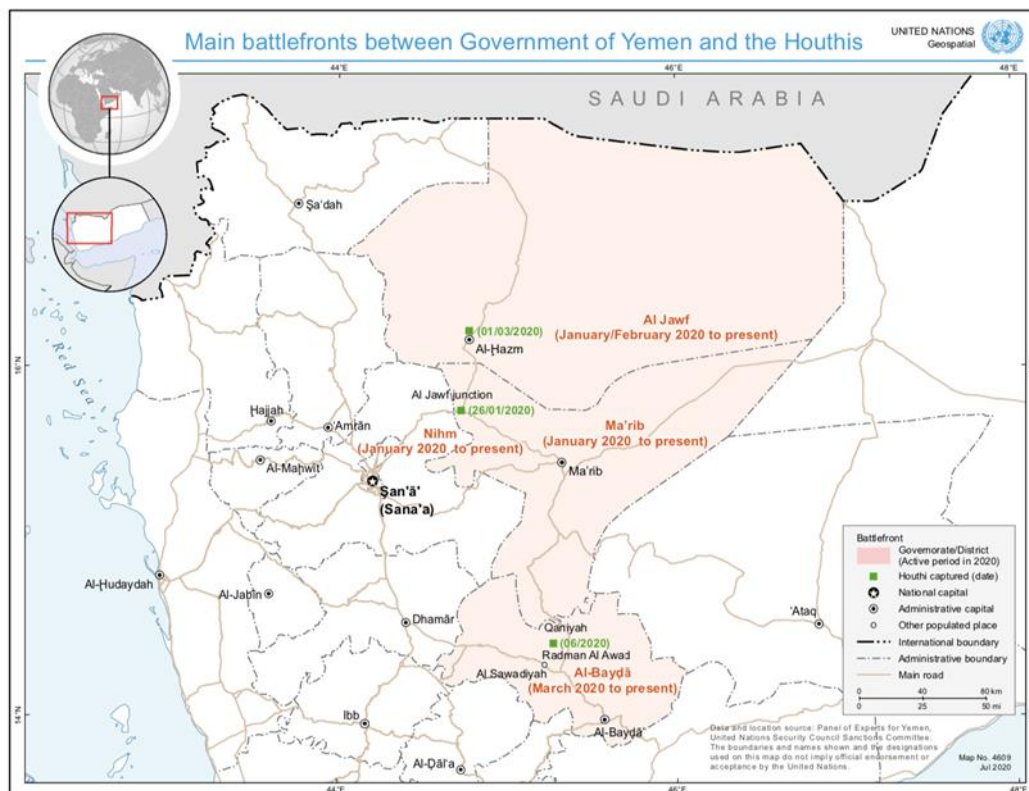 Main battlefronts between Government of Yemen and the Houthis
UNITED NATIONS
Geospatial
44°E
46°E
48°E
SAUDI ARABIA
Şa'dah
Red Sea
Al Jawf
(January/February 2020 to present)
(01/03/2020)
Al-Ḩazm
16°N
16°N
Al Jawf junction
(26/01/2020)
Ḩajjah
'Amrān
Nihm
(January 2020 to present)
Ma'rib
(January 2020 to present)
Al-Maḩwīt
Ma'rib
Şan'ā'
(Sana'a)
Al-Ḩudaydah
Al-Jabīn
Dhamār
'Ataq
Qaniyah
(06/2020)
Radman Al Awad
Al Sawadiyah
Al-Bayḑā
(March 2020 to present)
Ibb
Al-Bayḑā'
14°N
14°N
Al-Ḑāl'a
Battlefront
Governorate/District
(Active period in 2020)
Houthi captured (date)
National capital
Administrative capital
Other populated place
International boundary
Administrative boundary
Main road
0 40 80 km
0 25 50 mi
Data and location source: Panel of Experts for Yemen,
United Nations Security Council Sanctions Committee.
The boundaries and names shown and the designations
used on this map do not imply official endorsement or
acceptance by the United Nations.
Map No. 4609
Jul 2020
44°E
46°E
48°E